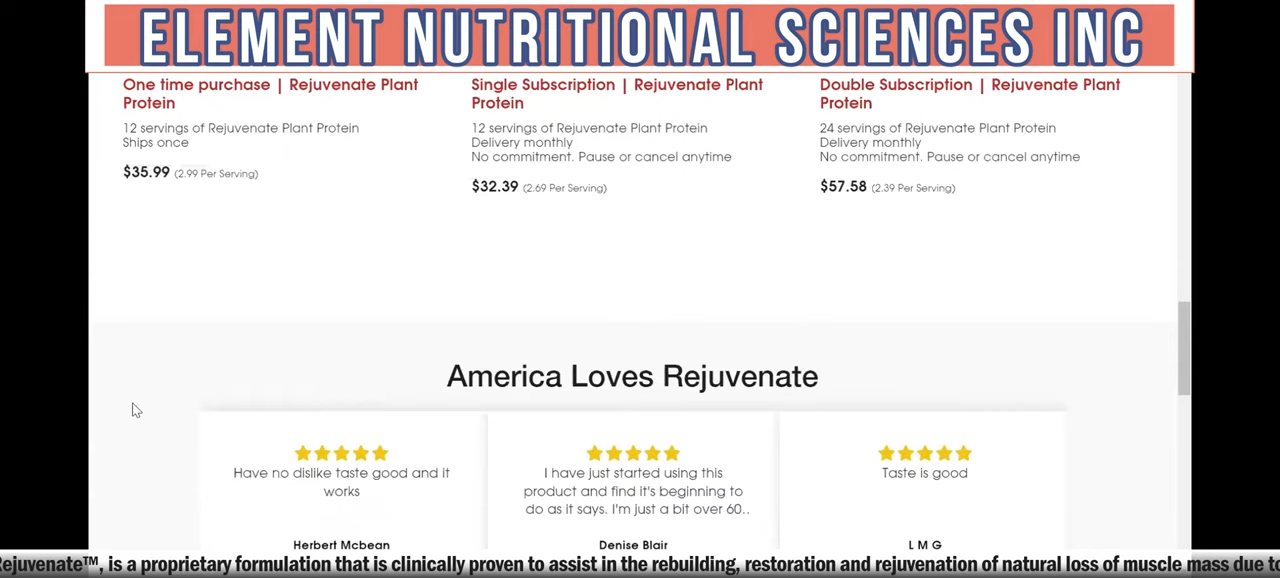 ELEMENT NUTRITIONAL SCIENCES INC
One time purchase | Rejuvenate Plant
Protein
12 servings of Rejuvenate Plant Protein
Ships once
$35.99 (2.99 Per Serving)
Single Subscription | Rejuvenate Plant
Protein
12 servings of Rejuvenate Plant Protein
Delivery monthly
No commitment. Pause or cancel anytime
$32.39 (2.69 Per Serving)
Double Subscription | Rejuvenate Plant
Protein
24 servings of Rejuvenate Plant Protein
Delivery monthly
No commitment. Pause or cancel anytime
$57.58 (2.39 Per Serving)
America Loves Rejuvenate
Have no dislike taste good and it
works
Herbert Mcbean
I have just started using this
product and find it's beginning to
do as it says. I'm just a bit over 60..
Denise Blair
Taste is good
L M G
ejuvenate™, is a proprietary formulation that is clinically proven to assist in the rebuilding, restoration and rejuvenation of natural loss of muscle mass due to